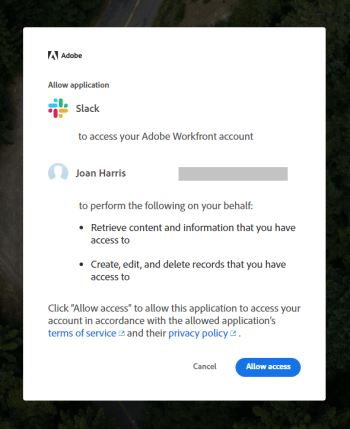 Adobe
Allow application
Slack
to access your Adobe Workfront account
Joan Harris
to perform the following on your behalf:
• Retrieve content and information that you have
access to
• Create, edit, and delete records that you have
access to
Click "Allow access" to allow this application to access your
account in accordance with the allowed application's
terms of service and their privacy policy .
Cancel
Allow access